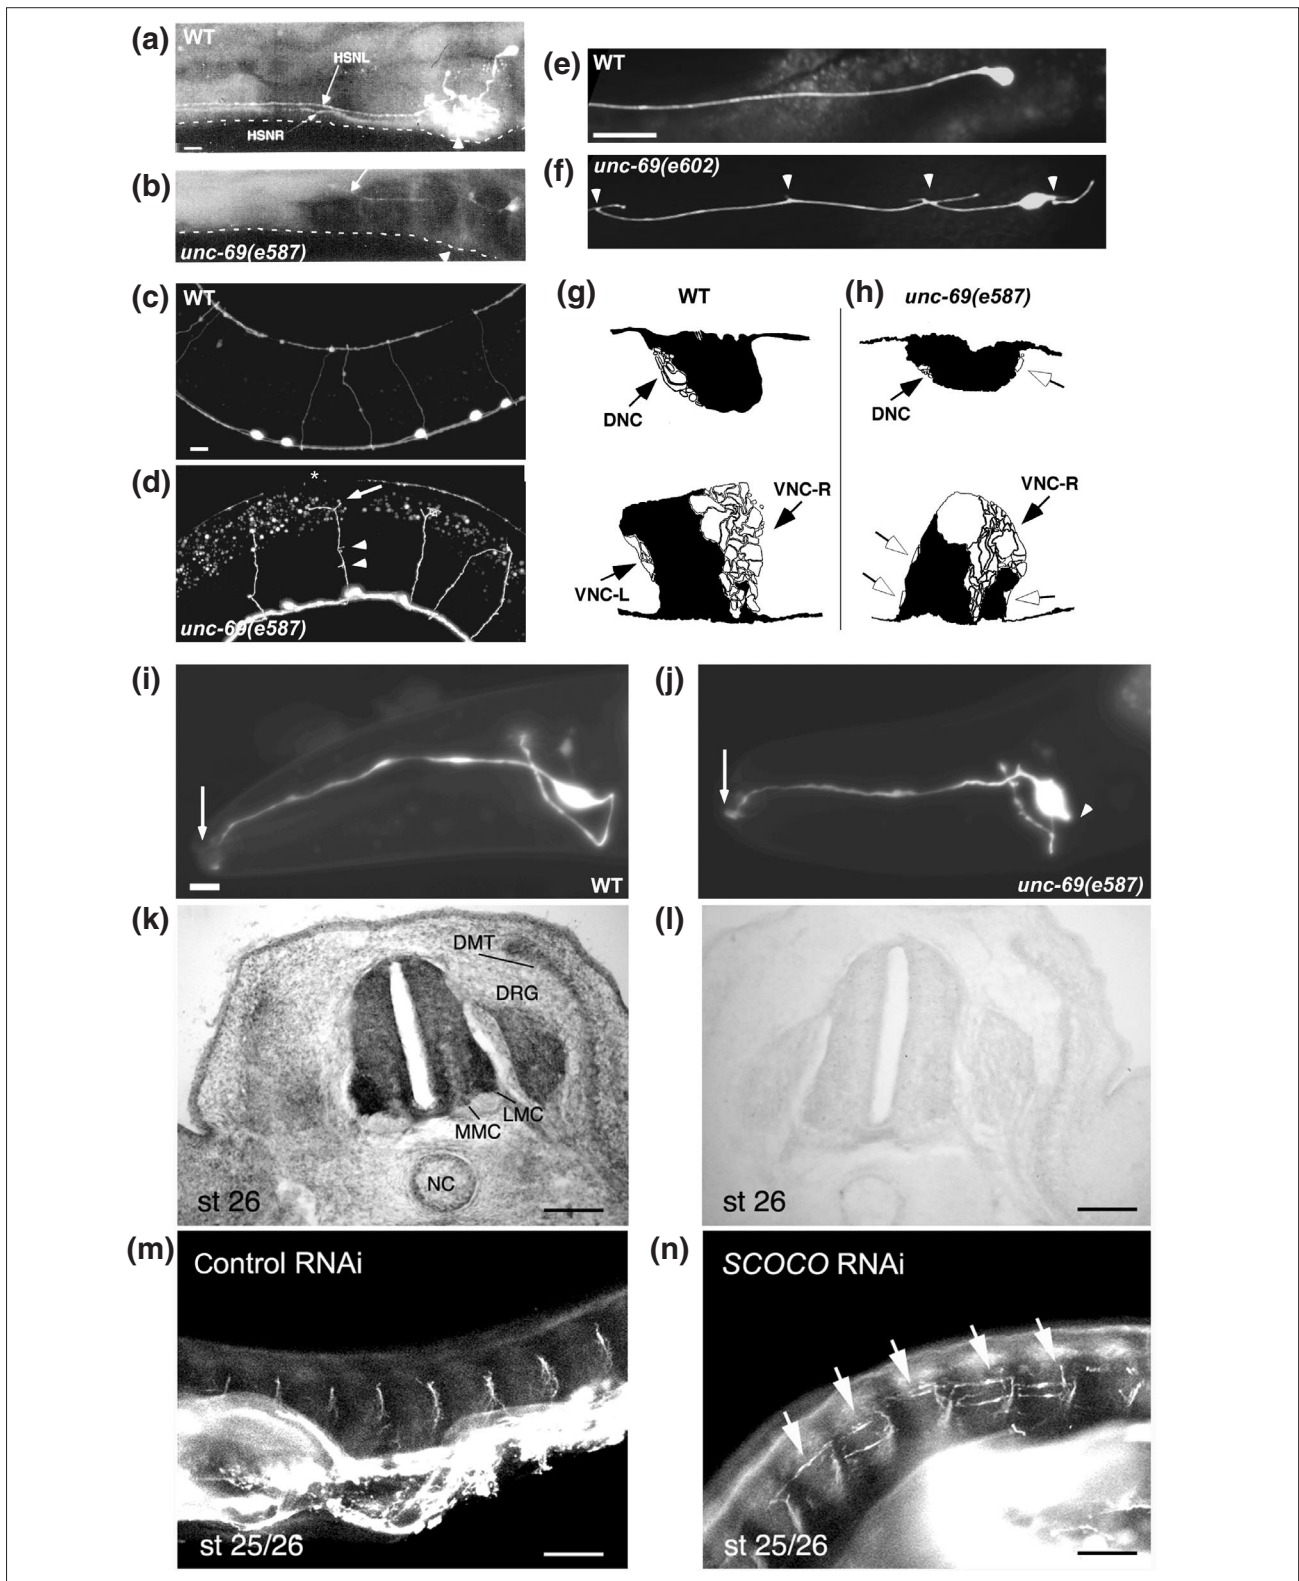 (a)
WT
HSNL
HSNR
(b)
unc-69(e587)
(c)
WT
(d)
*
unc-69(e587)
(e)
WT
(f)
unc-69(e602)
(g)
WT
DNC
VNC-R
VNC-L
(h)
unc-69(e587)
DNC
VNC-R
(i)
WT
(j)
unc-69(e587)
(k)
DMT
DRG
LMC
MMC
NC
st 26
(l)
st 26
(m)
Control RNAi
st 25/26
(n)
SCOCO RNAi
st 25/26